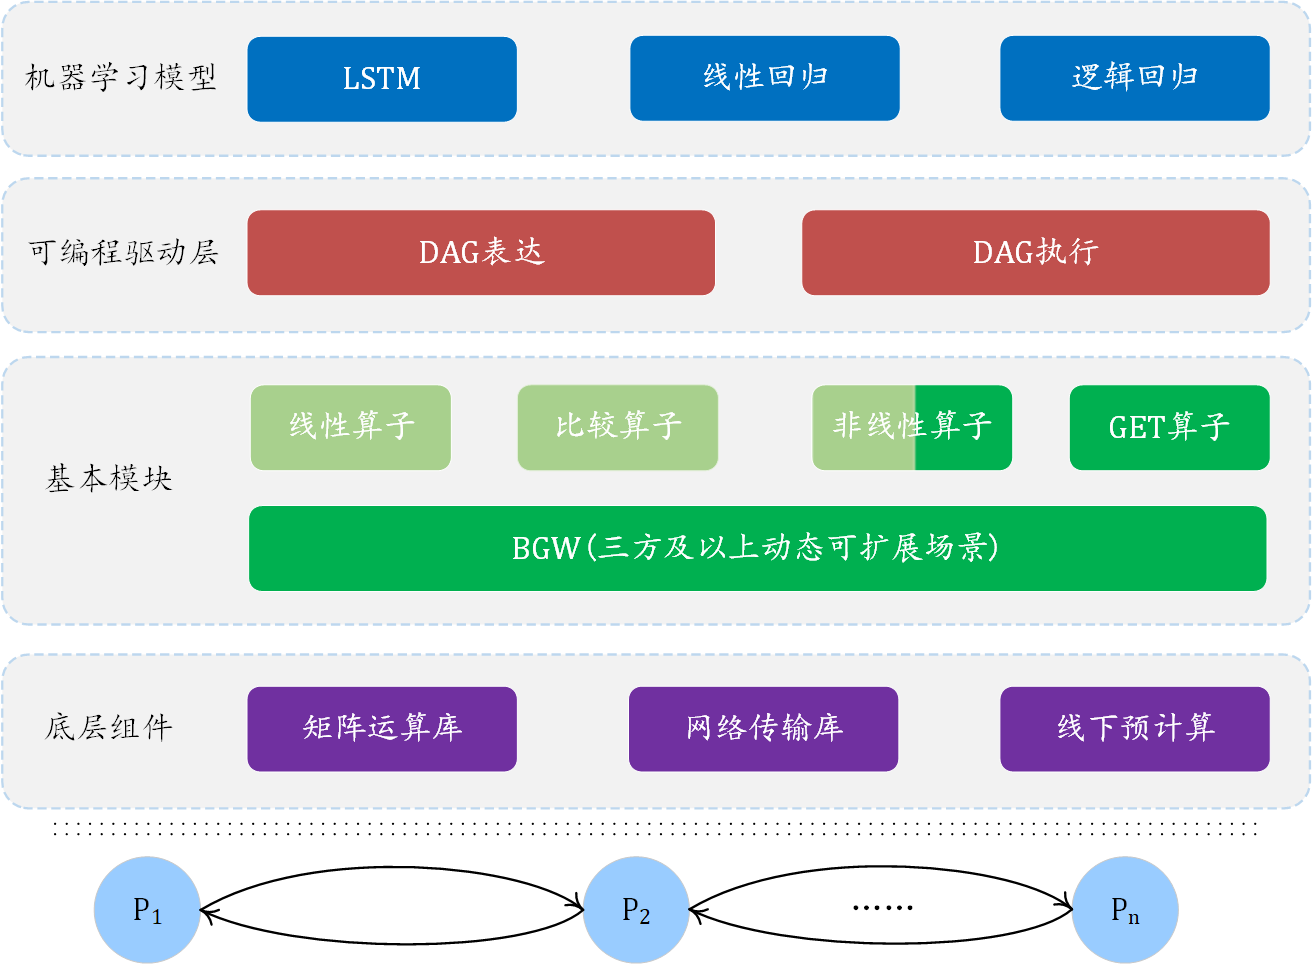 机器学习模型
LSTM
线性回归
逻辑回归
可编程驱动层
DAG表达
DAG执行
基本模块
线性算子
比较算子
非线性算子
GET算子
BGW(三方及以上动态可扩展场景)
底层组件
矩阵运算库
网络传输库
线下预计算
P1
P2
……
Pn